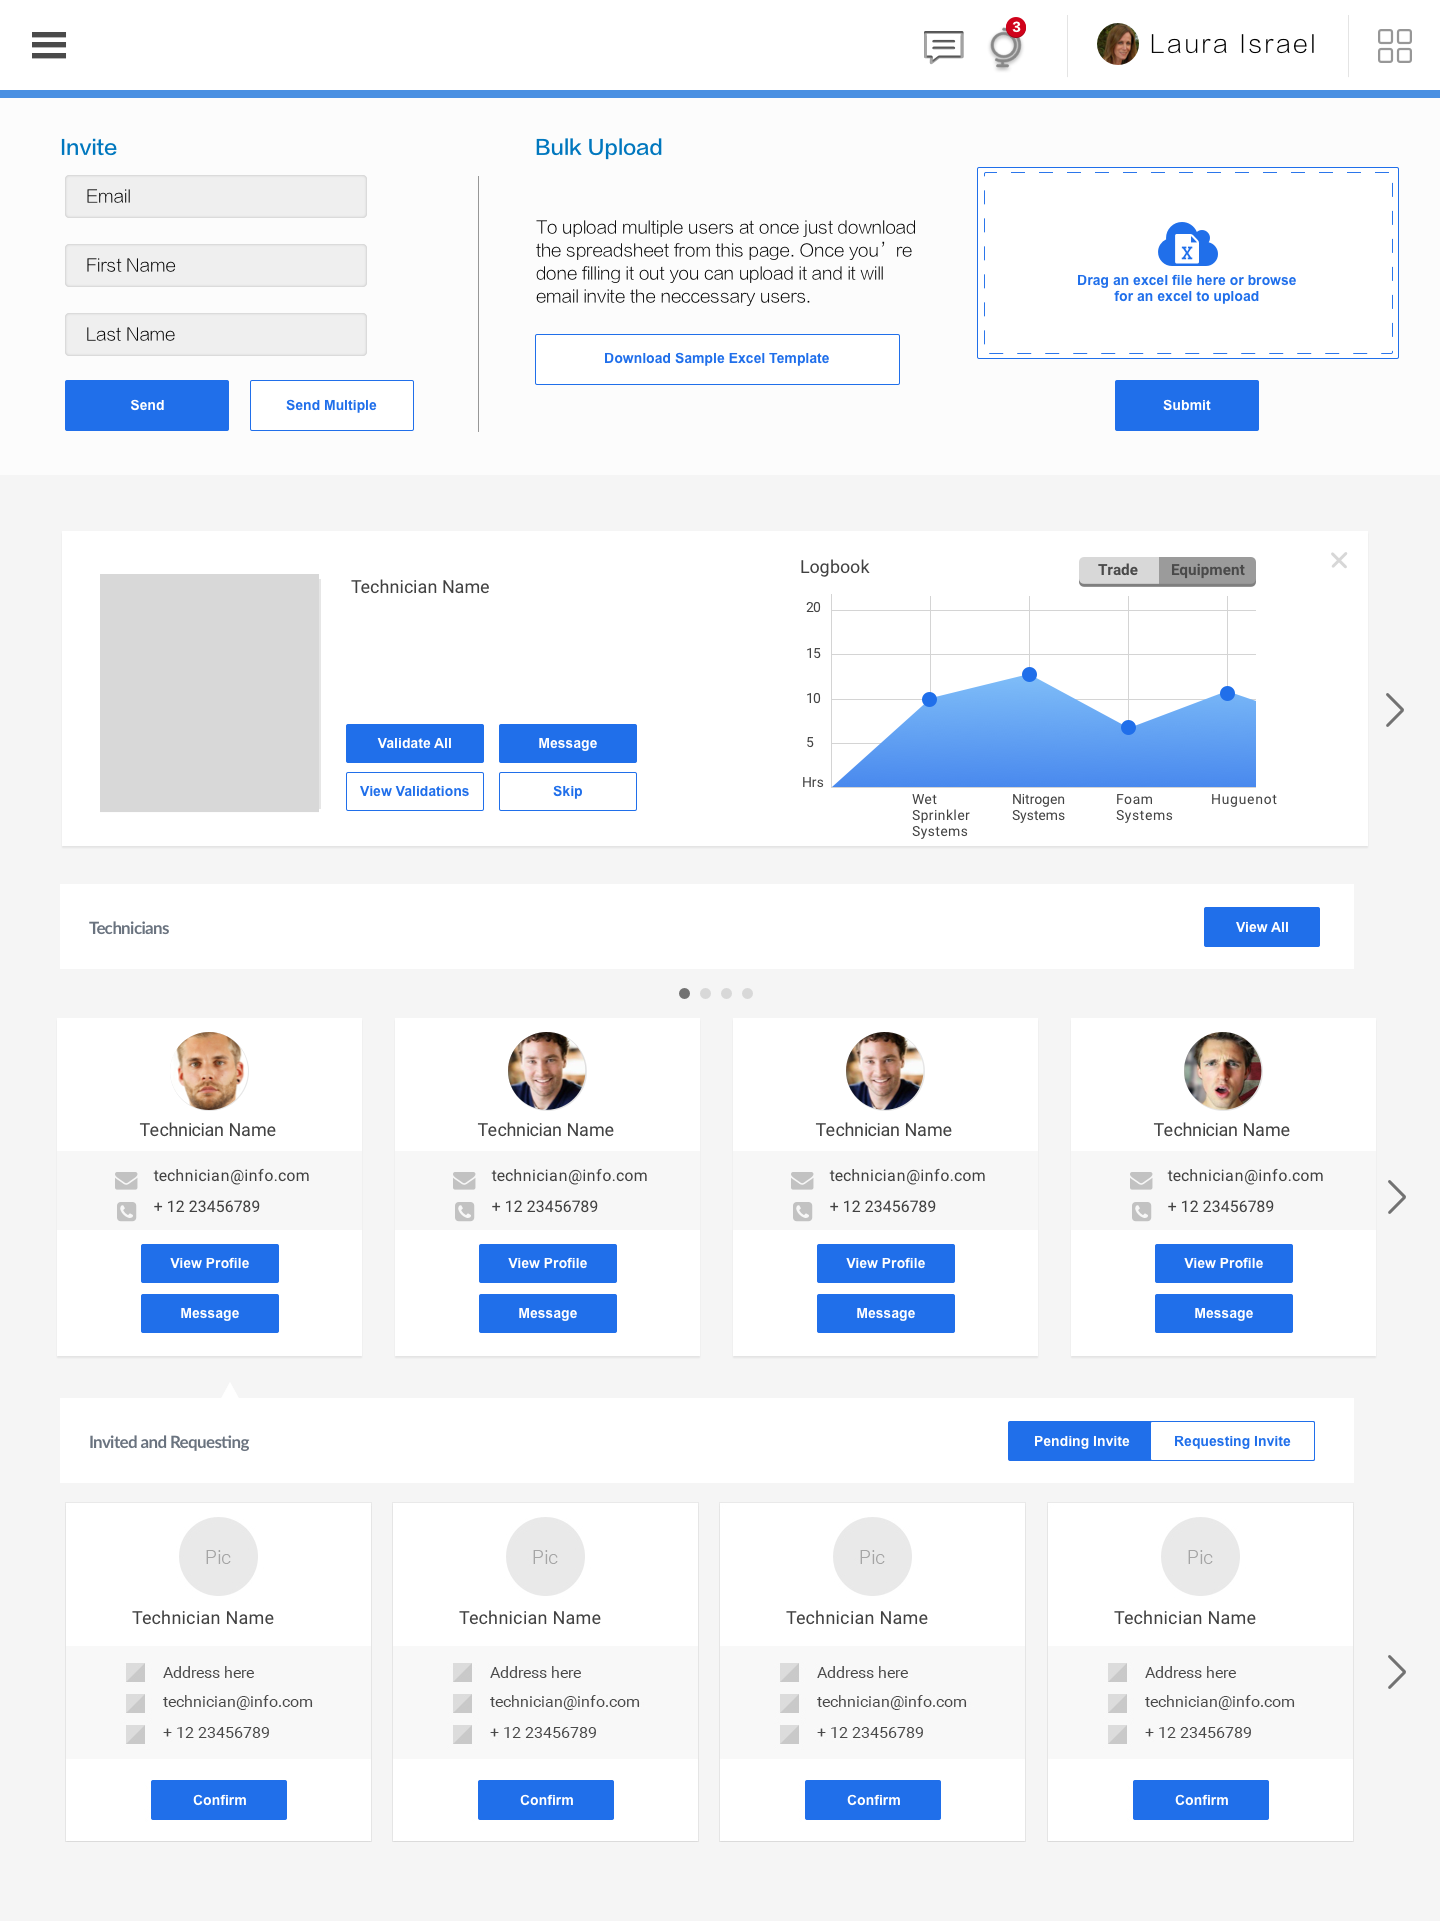 3
Laura Israel
Invite
Email
First Name
Last Name
Send
Send Multiple
Bulk Upload
To upload multiple users at once just download
the spreadsheet from this page. Once you’re
done filling it out you can upload it and it will
email invite the neccessary users.
Download Sample Excel Template
X
Drag an excel file here or browse
for an excel to upload
Submit
Technician Name
Validate All
Message
View Validations
Skip
Logbook
Trade
Equipment
20
15
10
5
Hrs
Wet
Sprinkler
Systems
Nitrogen
Systems
Foam
Systems
Huguenot
Technicians
View All
Technician Name
technician@info.com
+ 12 23456789
View Profile
Message
Technician Name
technician@info.com
+ 12 23456789
View Profile
Message
Technician Name
technician@info.com
+ 12 23456789
View Profile
Message
Technician Name
technician@info.com
+ 12 23456789
View Profile
Message
Invited and Requesting
Pending Invite
Requesting Invite
Pic
Technician Name
Address here
technician@info.com
+ 12 23456789
Confirm
Pic
Technician Name
Address here
technician@info.com
+ 12 23456789
Confirm
Pic
Technician Name
Address here
technician@info.com
+ 12 23456789
Confirm
Pic
Technician Name
Address here
technician@info.com
+ 12 23456789
Confirm